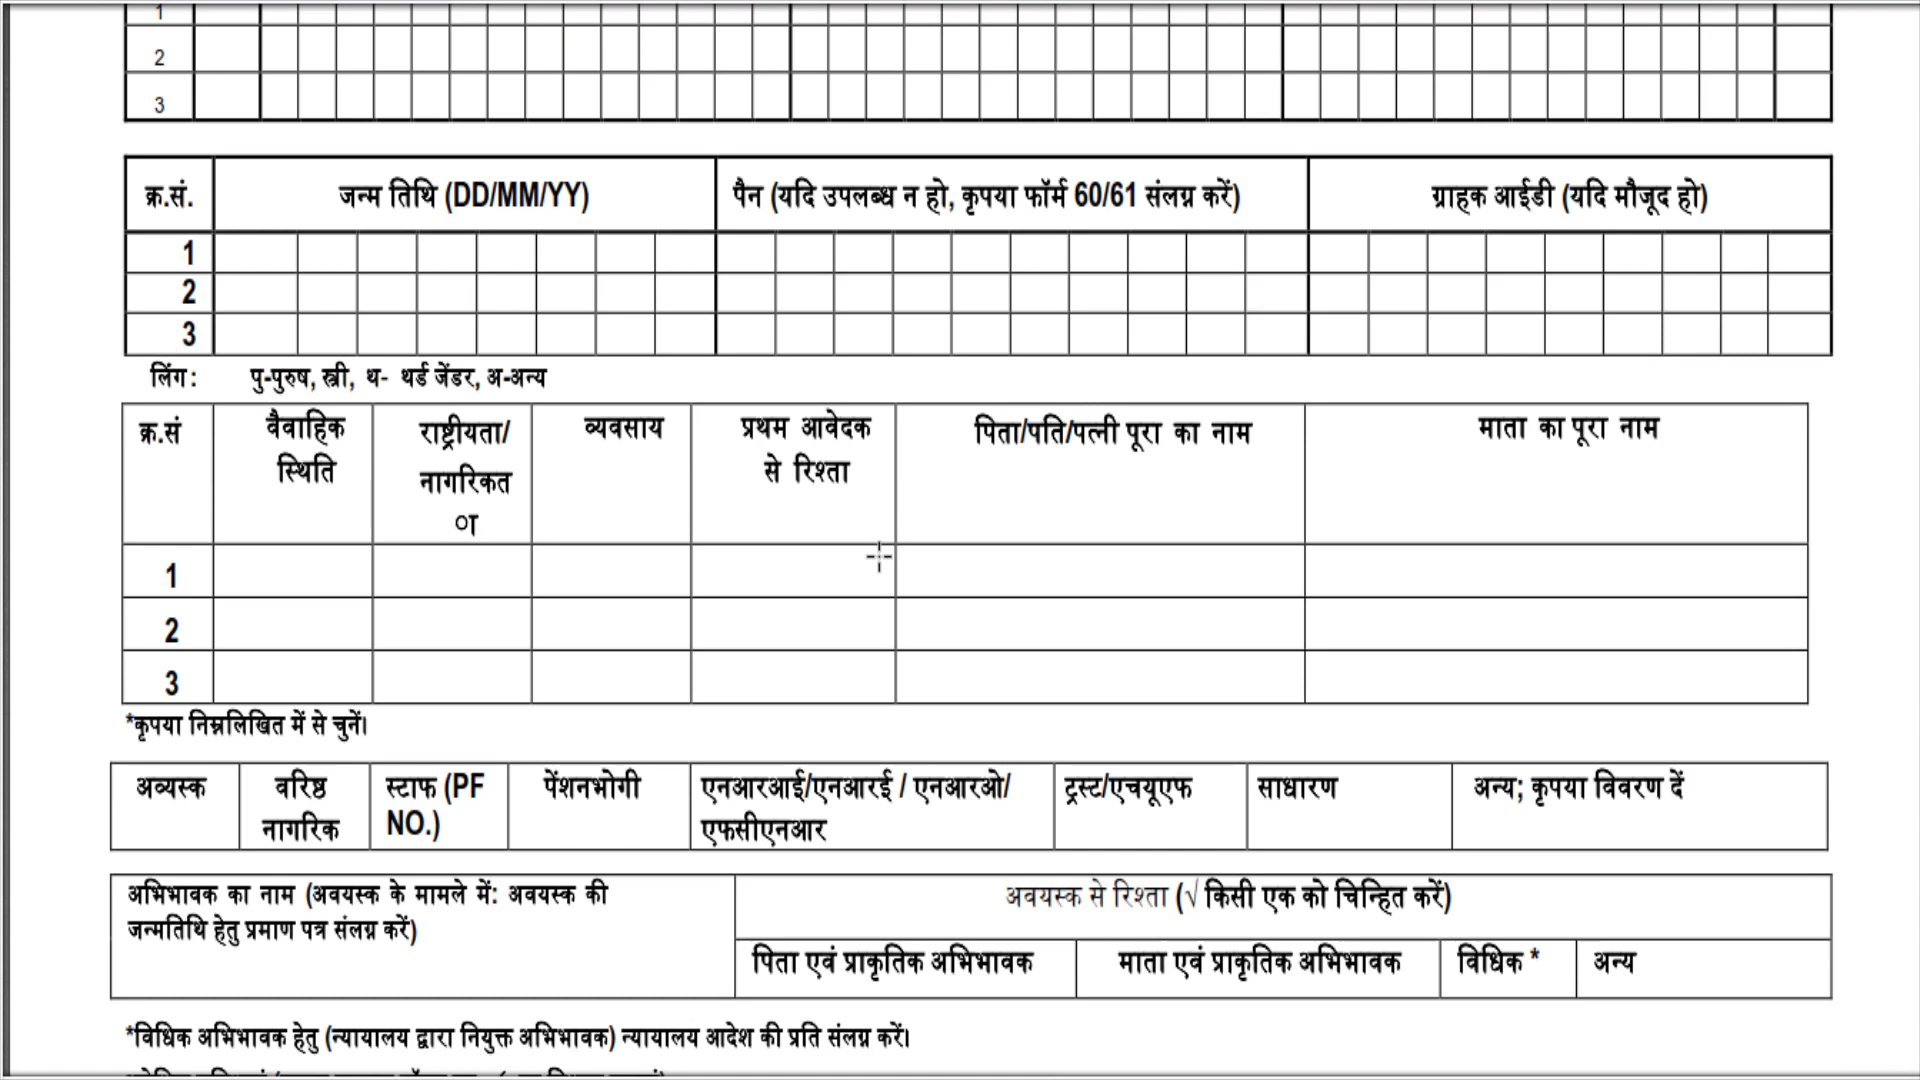 1
2
3
क्र.सं. जन्म तिथि (DD/MM/YY) पैन (यदि उपलब्ध न हो, कृपया फॉर्म 60/61 संलग्न करें) ग्राहक आईडी (यदि मौजूद हो)
1
2
3
लिंग: पु-पुरुष, स्त्री, थ- थर्ड जेंडर, अ-अन्य
क्र.सं वैवाहिक स्थिति राष्ट्रीयता/ नागरिकत ा व्यवसाय प्रथम आवेदक से रिश्ता पिता/पति/पत्नी पूरा का नाम माता का पूरा नाम
1
2
3
*कृपया निम्नलिखित में से चुनें।
अव्यस्क वरिष्ठ नागरिक स्टाफ (PF NO.) पेंशनभोगी एनआरआई/एनआरई / एनआरओ/ एफसीएनआर ट्रस्ट/एचयूएफ साधारण अन्य; कृपया विवरण दें
अभिभावक का नाम (अवयस्क के मामले में: अवयस्क की
जन्मतिथि हेतु प्रमाण पत्र संलग्न करें)
अवयस्क से रिश्ता (√ किसी एक को चिन्हित करें)
पिता एवं प्राकृतिक अभिभावक माता एवं प्राकृतिक अभिभावक विधिक * अन्य
*विधिक अभिभावक हेतु (न्यायालय द्वारा नियुक्त अभिभावक) न्यायालय आदेश की प्रति संलग्न करें।